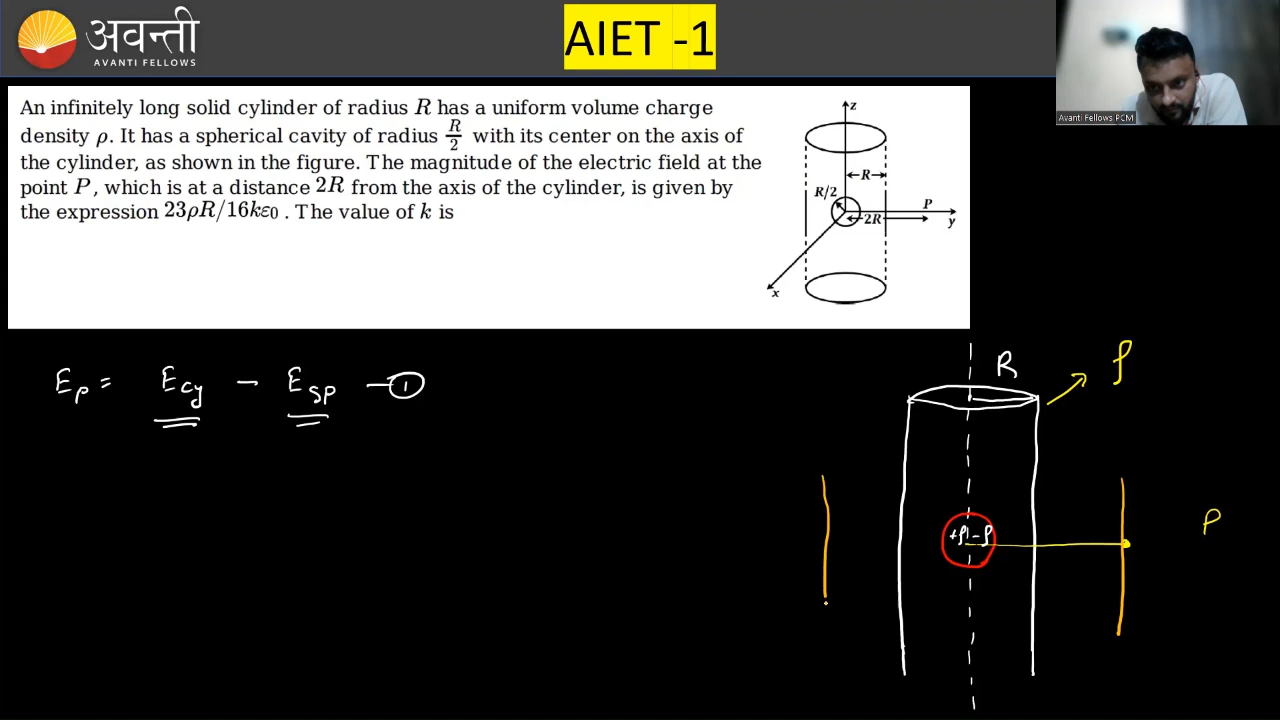 अवन्ती
AVANTI FELLOWS
AIET -1
Avanti Fellows PCM
An infinitely long solid cylinder of radius R has a uniform volume charge
density ρ. It has a spherical cavity of radius R/2 with its center on the axis of
the cylinder, as shown in the figure. The magnitude of the electric field at the
point P, which is at a distance 2R from the axis of the cylinder, is given by
the expression 23ρR/16kε₀ . The value of k is
z
R
R/2
P
2R
y
x
E_P = E_cy - E_sp - ①
R
ρ
+ρ -ρ
P